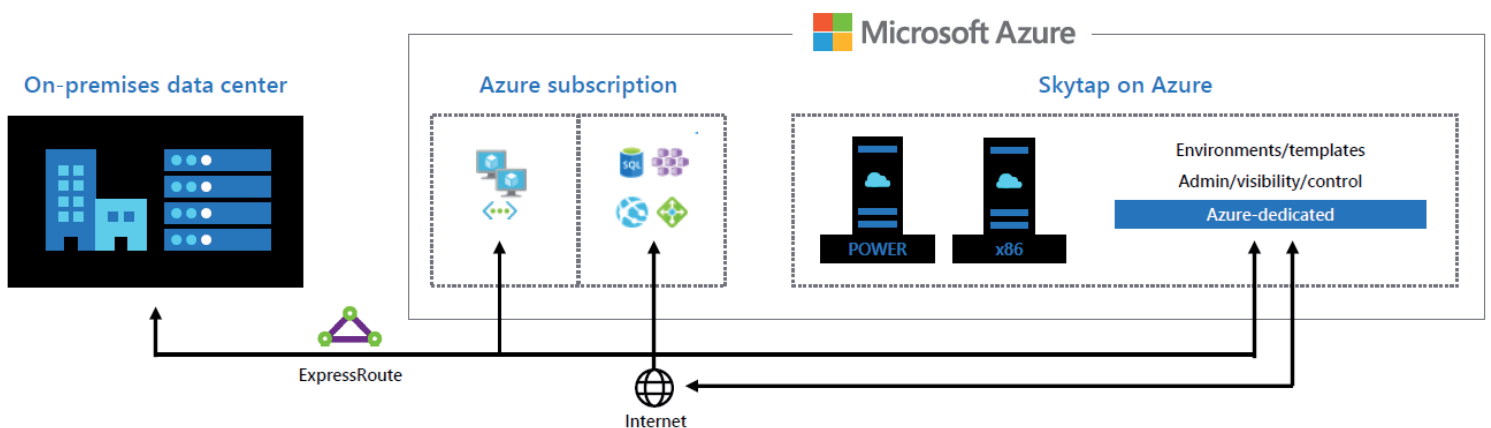 Microsoft Azure
On-premises data center
Azure subscription
Skytap on Azure
SQL
Environments/templates
Admin/visibility/control
Azure-dedicated
POWER
x86
ExpressRoute
Internet